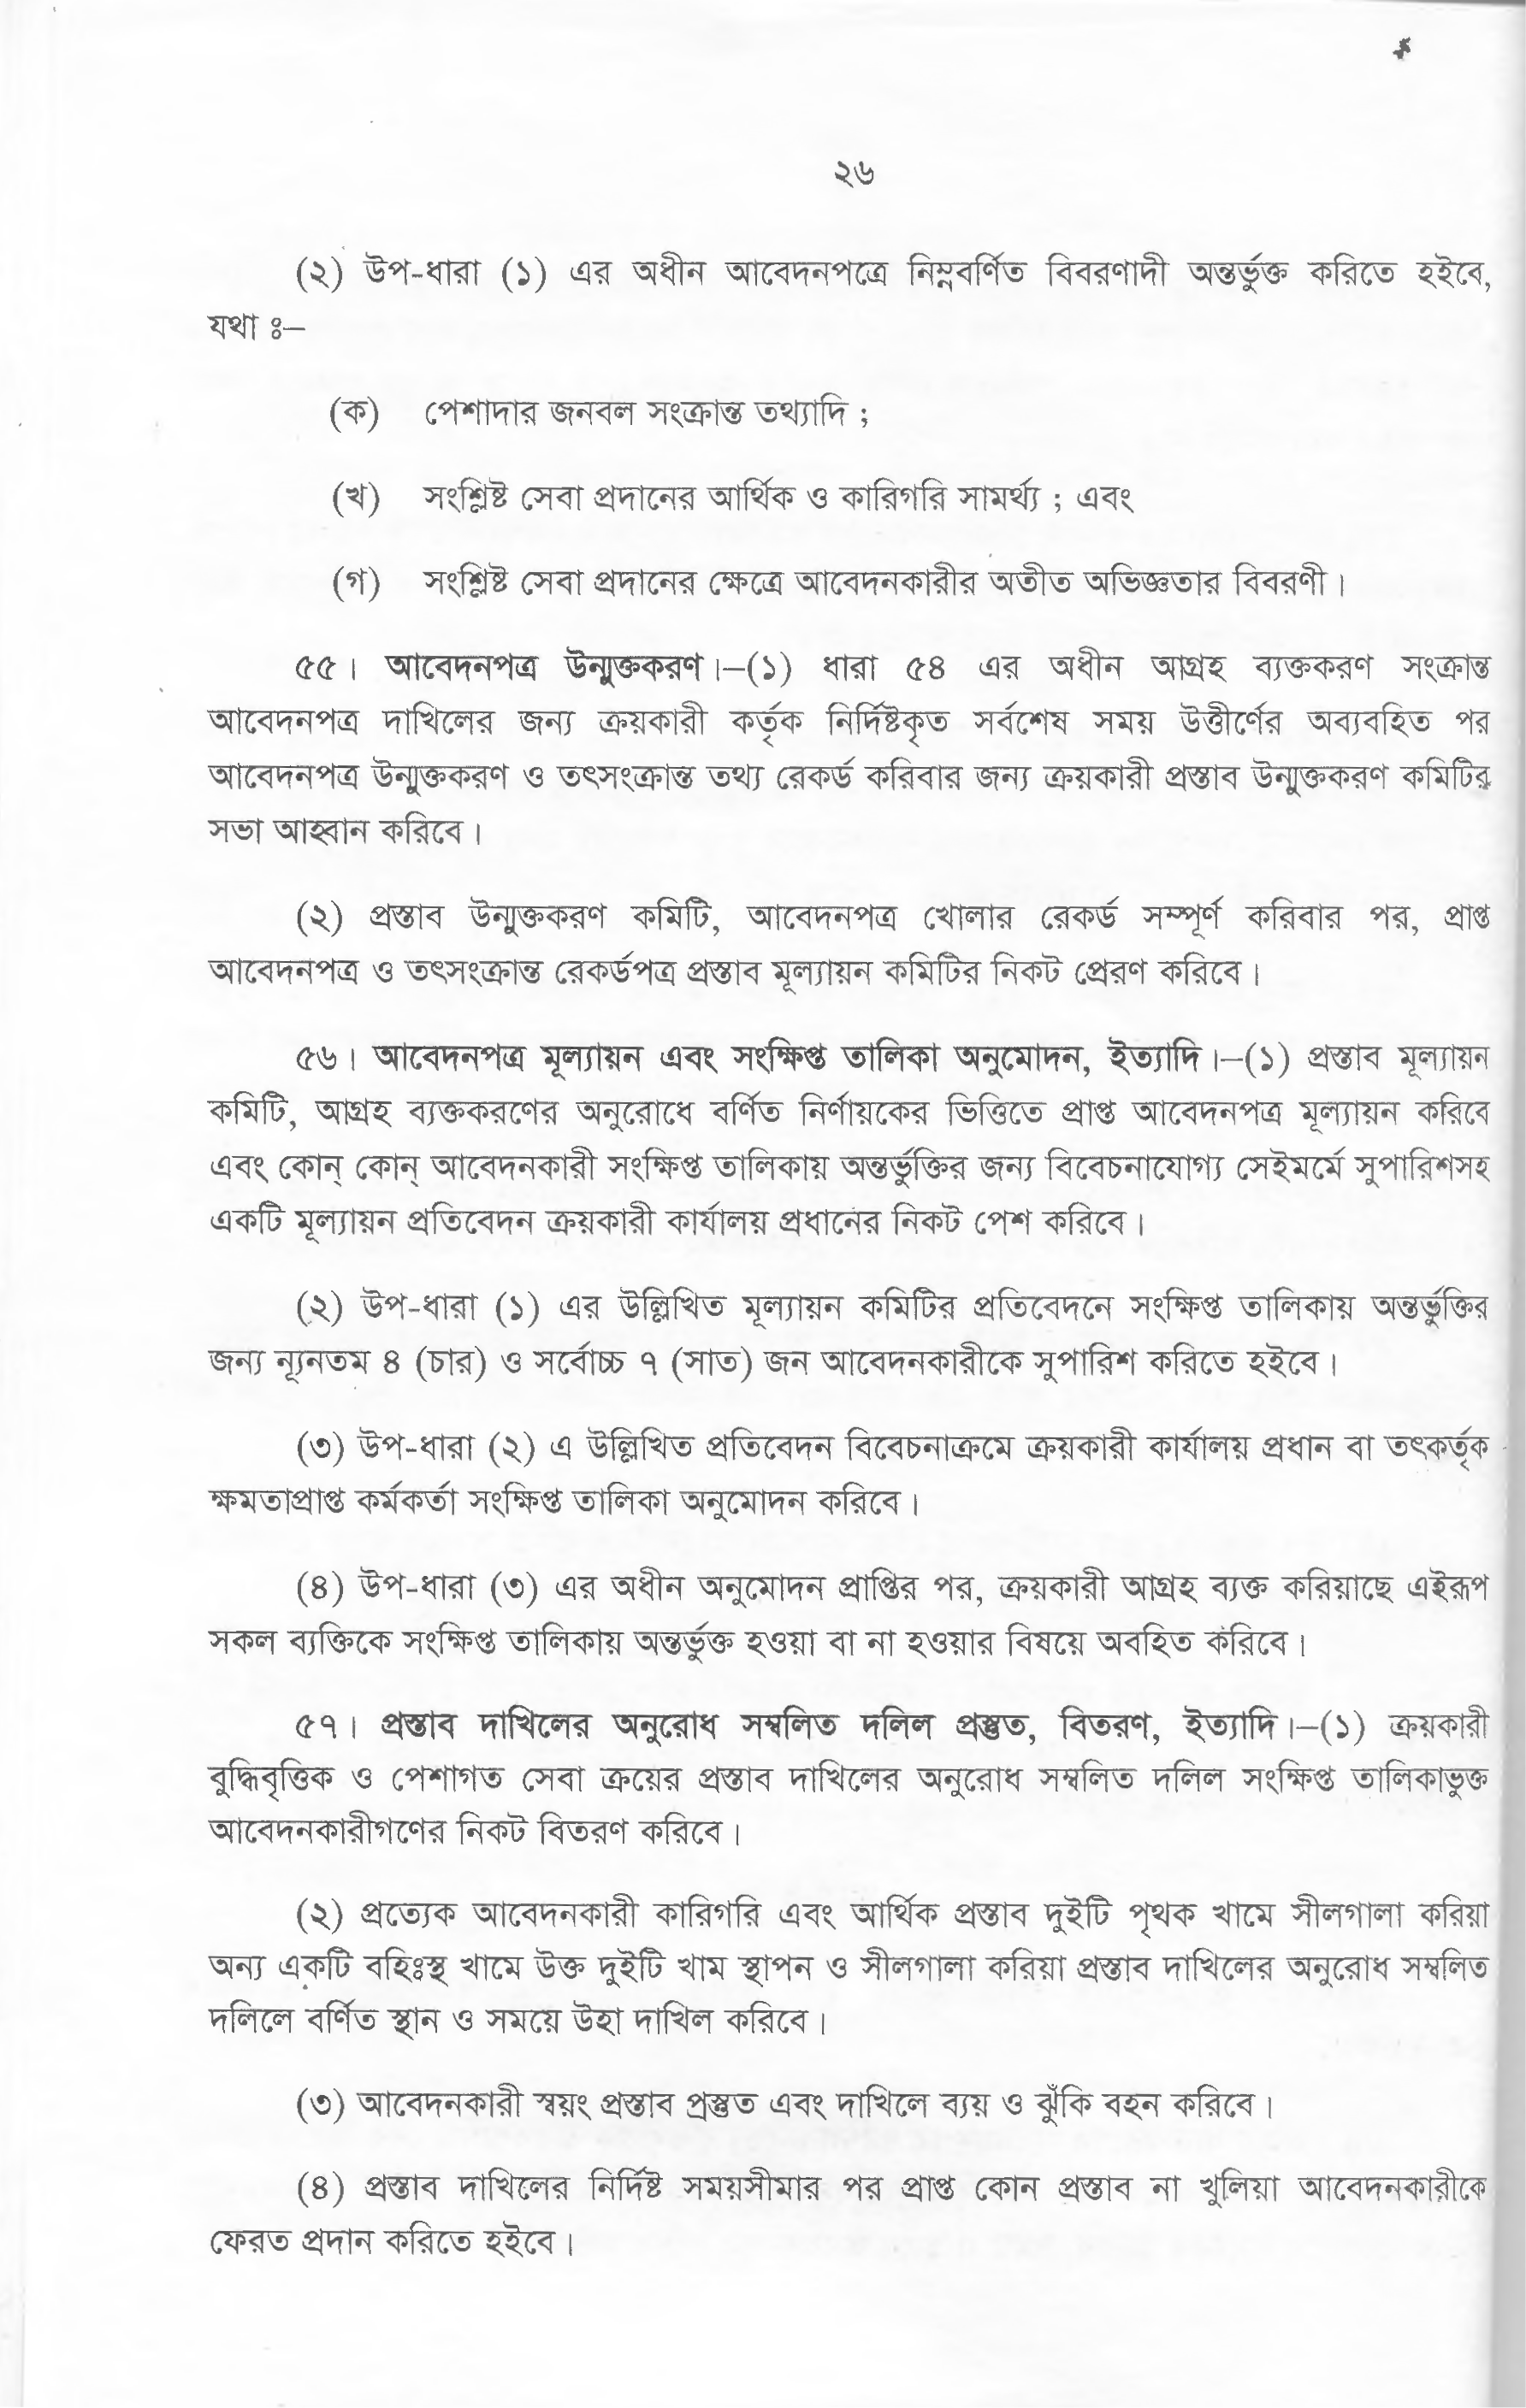 ২৬
(২) উপ-ধারা (১) এর অধীন আবেদনপত্রে নিম্নবর্ণিত বিবরণাদী অন্তর্ভুক্ত করিতে হইবে,
যথা ঃ–
(ক) পেশাদার জনবল সংক্রান্ত তথ্যাদি ;
(খ) সংশ্লিষ্ট সেবা প্রদানের আর্থিক ও কারিগরি সামর্থ্য ; এবং
(গ) সংশ্লিষ্ট সেবা প্রদানের ক্ষেত্রে আবেদনকারীর অতীত অভিজ্ঞতার বিবরণী।
৫৫। আবেদনপত্র উন্মুক্তকরণ।–(১) ধারা ৫৪ এর অধীন আগ্রহ ব্যক্তকরণ সংক্রান্ত
আবেদনপত্র দাখিলের জন্য ক্রয়কারী কর্তৃক নির্দিষ্টকৃত সর্বশেষ সময় উত্তীর্ণের অব্যবহিত পর
আবেদনপত্র উন্মুক্তকরণ ও তৎসংক্রান্ত তথ্য রেকর্ড করিবার জন্য ক্রয়কারী প্রস্তাব উন্মুক্তকরণ কমিটির
সভা আহ্বান করিবে।
(২) প্রস্তাব উন্মুক্তকরণ কমিটি, আবেদনপত্র খোলার রেকর্ড সম্পূর্ণ করিবার পর, প্রাপ্ত
আবেদনপত্র ও তৎসংক্রান্ত রেকর্ডপত্র প্রস্তাব মূল্যায়ন কমিটির নিকট প্রেরণ করিবে।
৫৬। আবেদনপত্র মূল্যায়ন এবং সংক্ষিপ্ত তালিকা অনুমোদন, ইত্যাদি।–(১) প্রস্তাব মূল্যায়ন
কমিটি, আগ্রহ ব্যক্তকরণের অনুরোধে বর্ণিত নির্ণায়কের ভিত্তিতে প্রাপ্ত আবেদনপত্র মূল্যায়ন করিবে
এবং কোন্ কোন্ আবেদনকারী সংক্ষিপ্ত তালিকায় অন্তর্ভুক্তির জন্য বিবেচনাযোগ্য সেইমর্মে সুপারিশসহ
একটি মূল্যায়ন প্রতিবেদন ক্রয়কারী কার্যালয় প্রধানের নিকট পেশ করিবে।
(২) উপ-ধারা (১) এর উল্লিখিত মূল্যায়ন কমিটির প্রতিবেদনে সংক্ষিপ্ত তালিকায় অন্তর্ভুক্তির
জন্য ন্যূনতম ৪ (চার) ও সর্বোচ্চ ৭ (সাত) জন আবেদনকারীকে সুপারিশ করিতে হইবে।
(৩) উপ-ধারা (২) এ উল্লিখিত প্রতিবেদন বিবেচনাক্রমে ক্রয়কারী কার্যালয় প্রধান বা তৎকর্তৃক
ক্ষমতাপ্রাপ্ত কর্মকর্তা সংক্ষিপ্ত তালিকা অনুমোদন করিবে।
(৪) উপ-ধারা (৩) এর অধীন অনুমোদন প্রাপ্তির পর, ক্রয়কারী আগ্রহ ব্যক্ত করিয়াছে এইরূপ
সকল ব্যক্তিকে সংক্ষিপ্ত তালিকায় অন্তর্ভুক্ত হওয়া বা না হওয়ার বিষয়ে অবহিত করিবে।
৫৭। প্রস্তাব দাখিলের অনুরোধ সম্বলিত দলিল প্রস্তুত, বিতরণ, ইত্যাদি।–(১) ক্রয়কারী
বুদ্ধিবৃত্তিক ও পেশাগত সেবা ক্রয়ের প্রস্তাব দাখিলের অনুরোধ সম্বলিত দলিল সংক্ষিপ্ত তালিকাভুক্ত
আবেদনকারীগণের নিকট বিতরণ করিবে।
(২) প্রত্যেক আবেদনকারী কারিগরি এবং আর্থিক প্রস্তাব দুইটি পৃথক খামে সীলগালা করিয়া
অন্য একটি বহিঃস্থ খামে উক্ত দুইটি খাম স্থাপন ও সীলগালা করিয়া প্রস্তাব দাখিলের অনুরোধ সম্বলিত
দলিলে বর্ণিত স্থান ও সময়ে উহা দাখিল করিবে।
(৩) আবেদনকারী স্বয়ং প্রস্তাব প্রস্তুত এবং দাখিলে ব্যয় ও ঝুঁকি বহন করিবে।
(৪) প্রস্তাব দাখিলের নির্দিষ্ট সময়সীমার পর প্রাপ্ত কোন প্রস্তাব না খুলিয়া আবেদনকারীকে
ফেরত প্রদান করিতে হইবে।